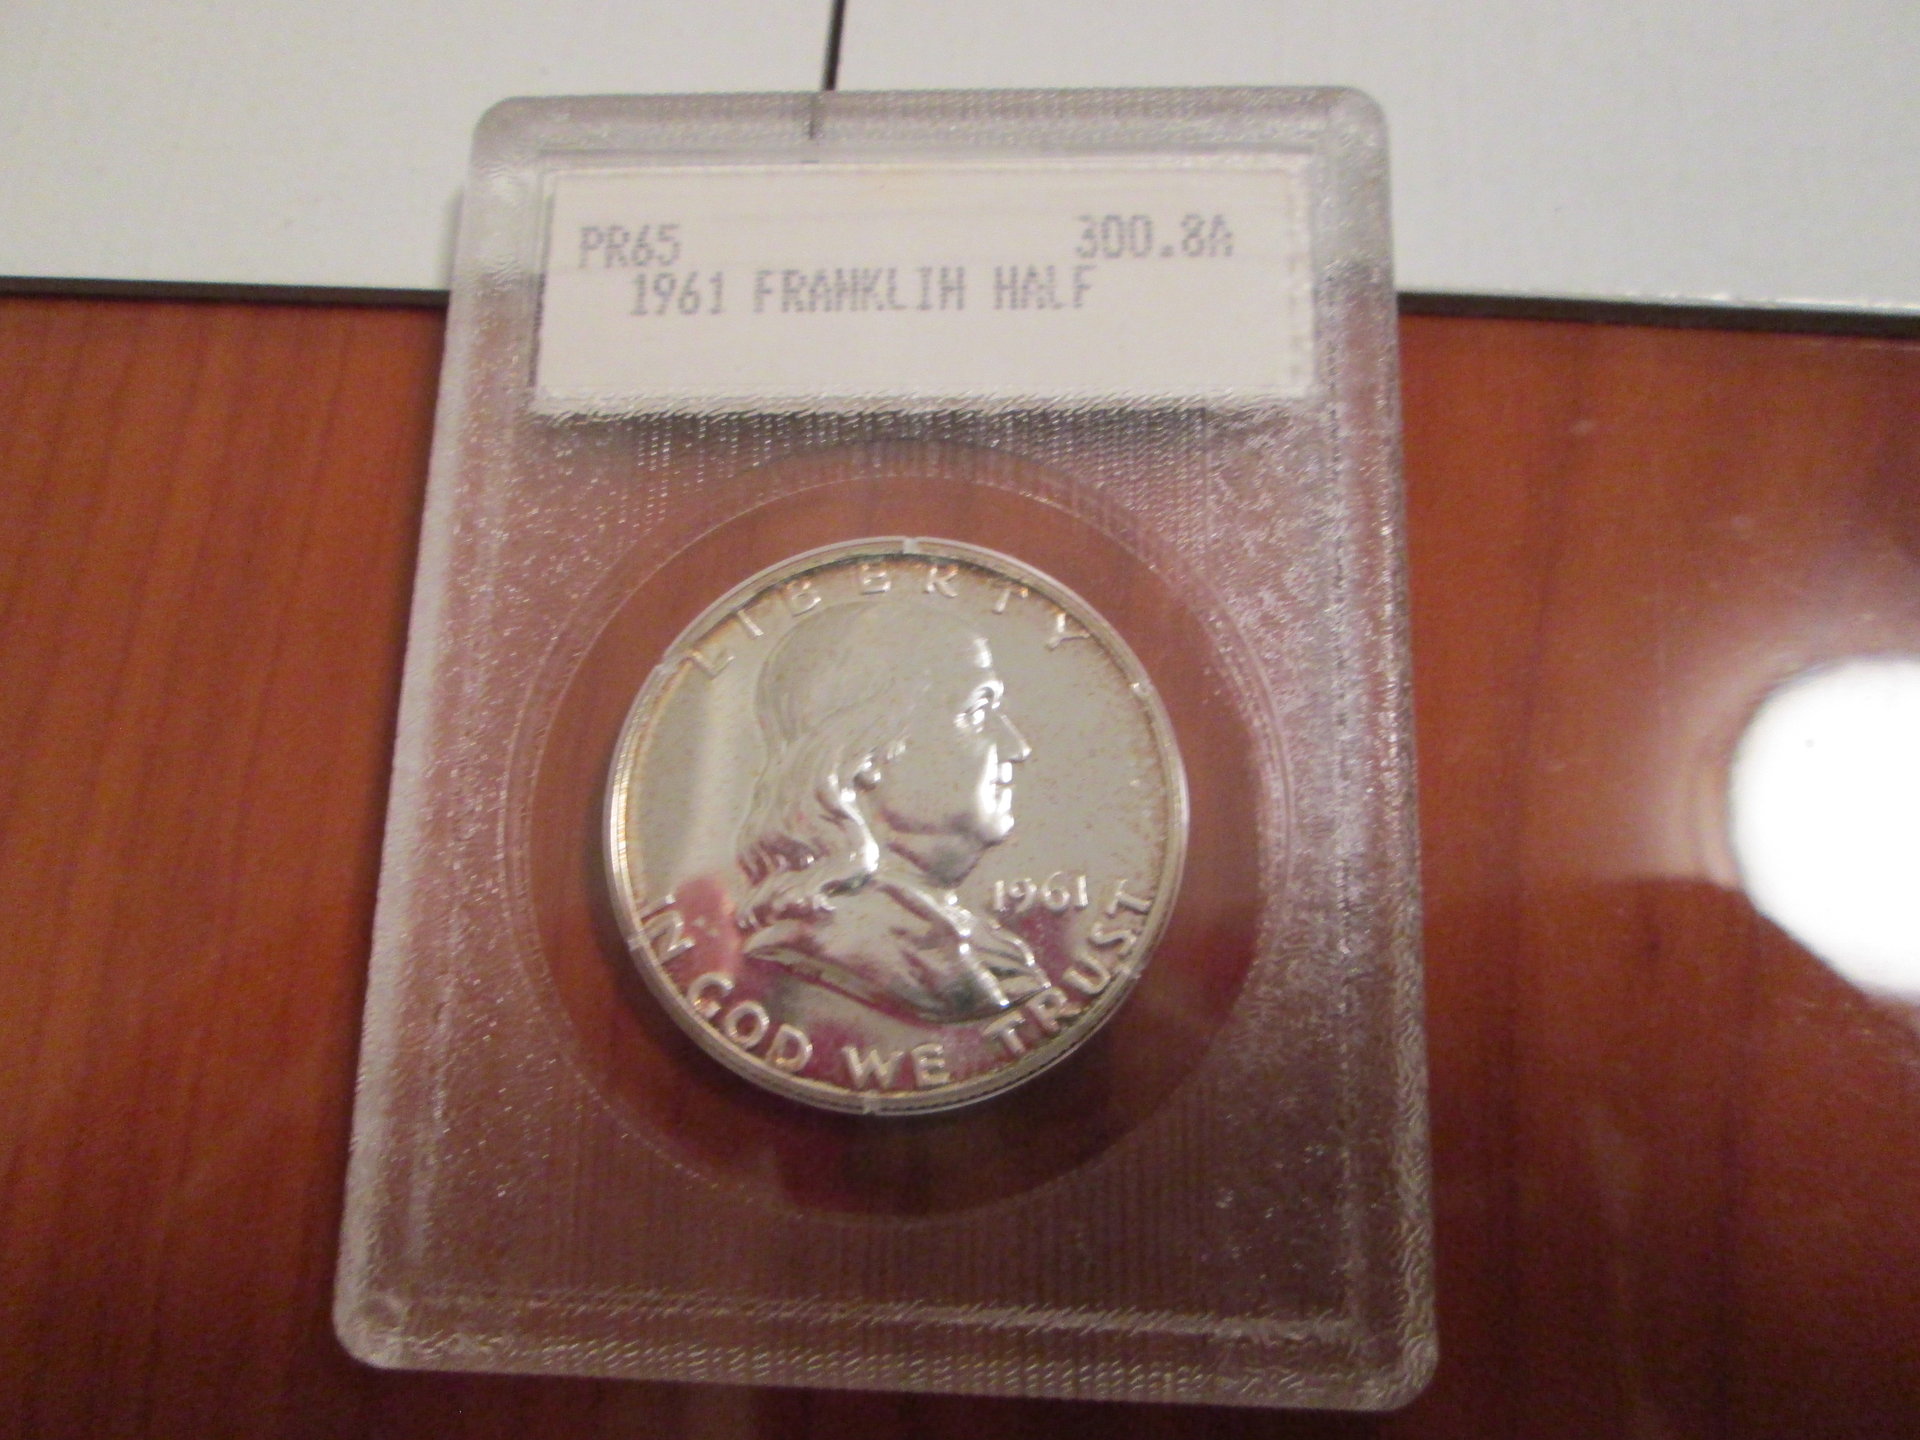 PR65 300.8A
1961 FRANKLIN HALF
LIBERTY
1961
IN GOD WE TRUST